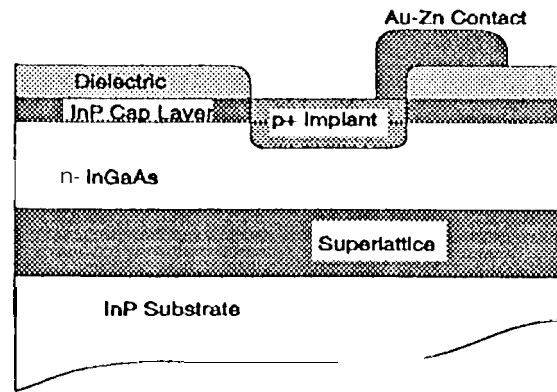 Au-Zn Contact
Dielectric
InP Cap Layer
p+ Implant
n- InGaAs
Superlattice
InP Substrate